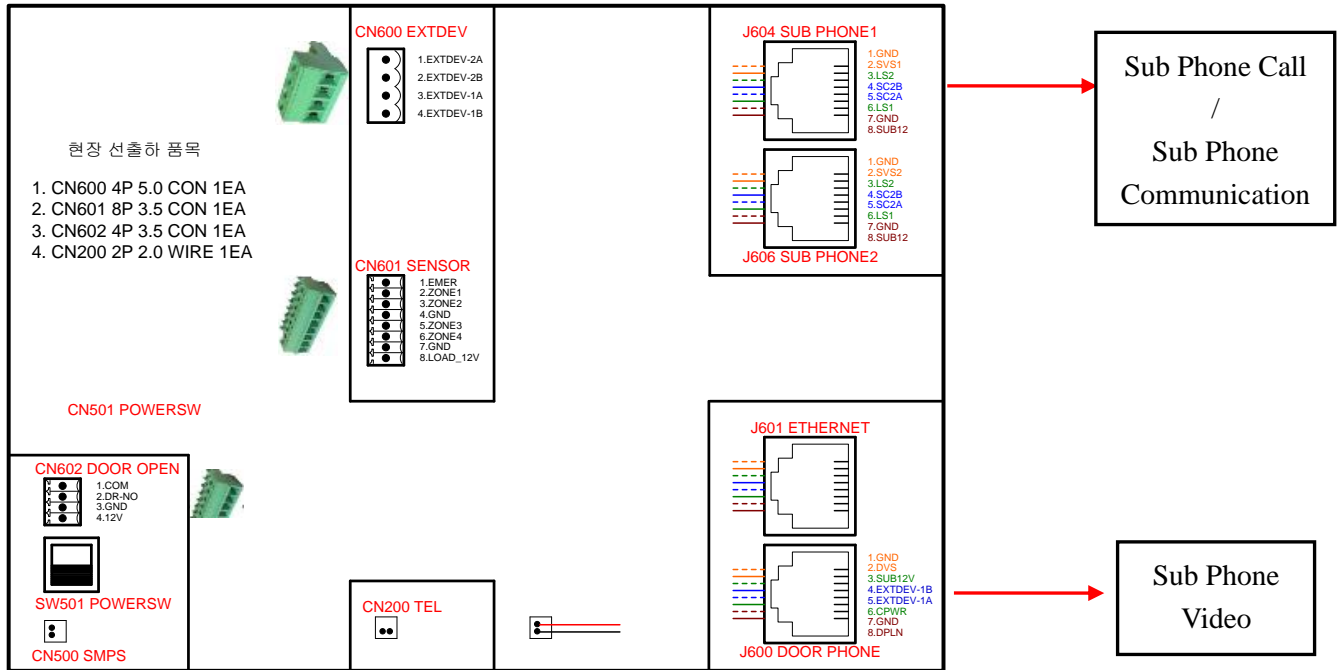 CN600 EXTDEV
1.EXTDEV-2A
2.EXTDEV-2B
3.EXTDEV-1A
4.EXTDEV-1B
현장 선출하 품목
1. CN600 4P 5.0 CON 1EA
2. CN601 8P 3.5 CON 1EA
3. CN602 4P 3.5 CON 1EA
4. CN200 2P 2.0 WIRE 1EA
CN601 SENSOR
1.EMER
2.ZONE1
3.ZONE2
4.GND
5.ZONE3
6.ZONE4
7.GND
8.LOAD_12V
J604 SUB PHONE1
1.GND
2.SVS1
3.LS2
4.SC2B
5.SC2A
6.LS1
7.GND
8.SUB12
1.GND
2.SVS2
3.LS2
4.SC2B
5.SC2A
6.LS1
7.GND
8.SUB12
J606 SUB PHONE2
Sub Phone Call
/
Sub Phone
Communication
CN501 POWERSW
CN602 DOOR OPEN
1.COM
2.DR-NO
3.GND
4.12V
SW501 POWERSW
CN500 SMPS
CN200 TEL
J601 ETHERNET
1.GND
2.DVS
3.SUB12V
4.EXTDEV-1B
5.EXTDEV-1A
6.CPWR
7.GND
8.DPLN
J600 DOOR PHONE
Sub Phone
Video